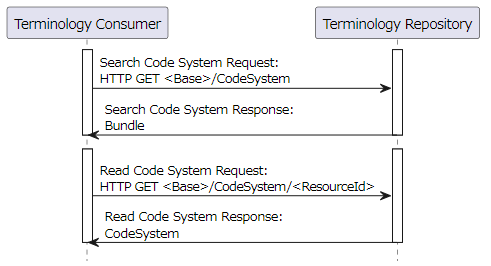 Terminology Consumer
Terminology Repository
Search Code System Request:
HTTP GET <Base>/CodeSystem
Search Code System Response:
Bundle
Read Code System Request:
HTTP GET <Base>/CodeSystem/<ResourceId>
Read Code System Response:
CodeSystem